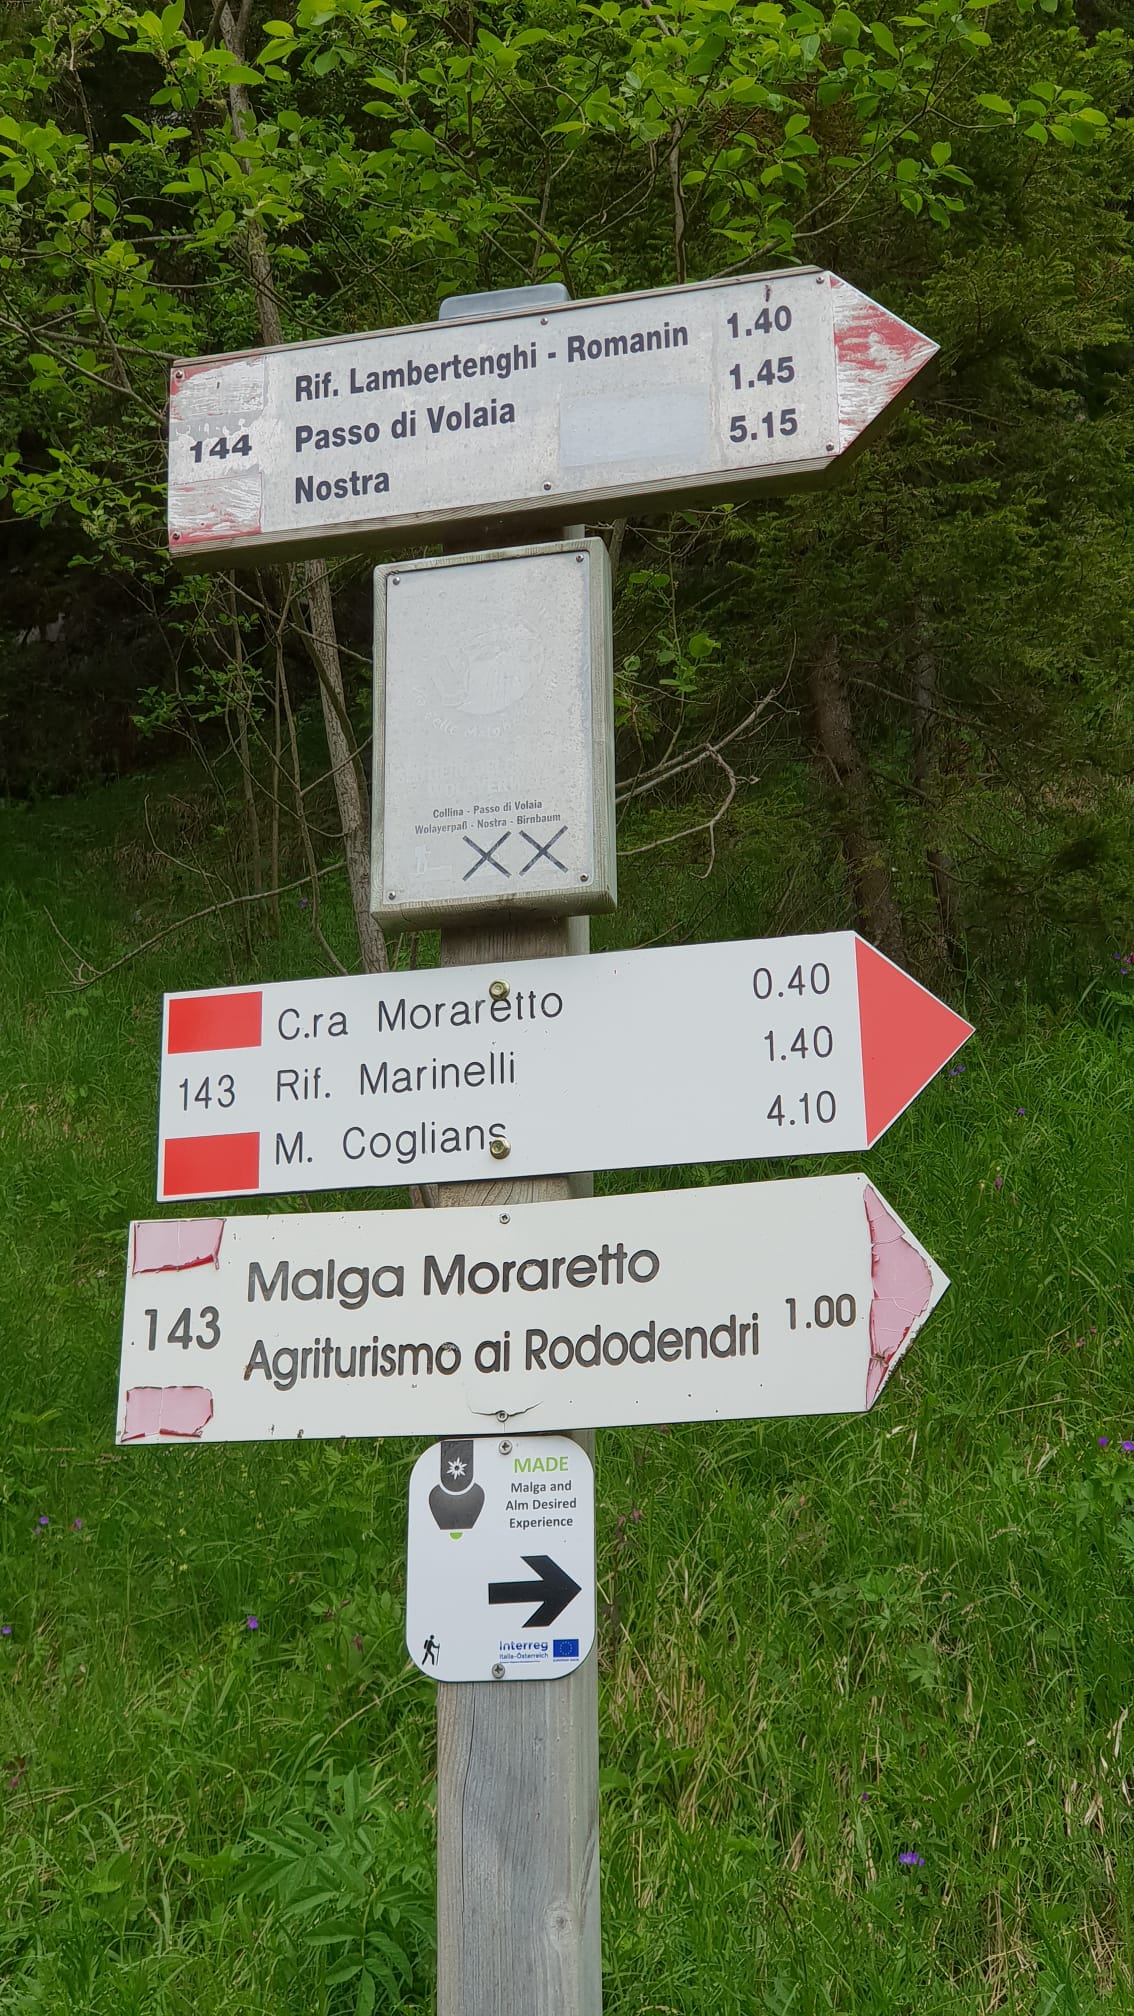 Rif. Lambertenghi - Romanin 1.40
Passo di Volaia 1.45
144
Nostra 5.15
delle Malghe
Collina - Passo di Volaia
Wolayerpaß - Nostra - Birnbaum
C.ra Moraretto 0.40
143
Rif. Marinelli 1.40
M. Coglians 4.10
Malga Moraretto
143
Agriturismo ai Rododendri 1.00
MADE
Malga and
Alm Desired
Experience
Interreg
Italia-Österreich